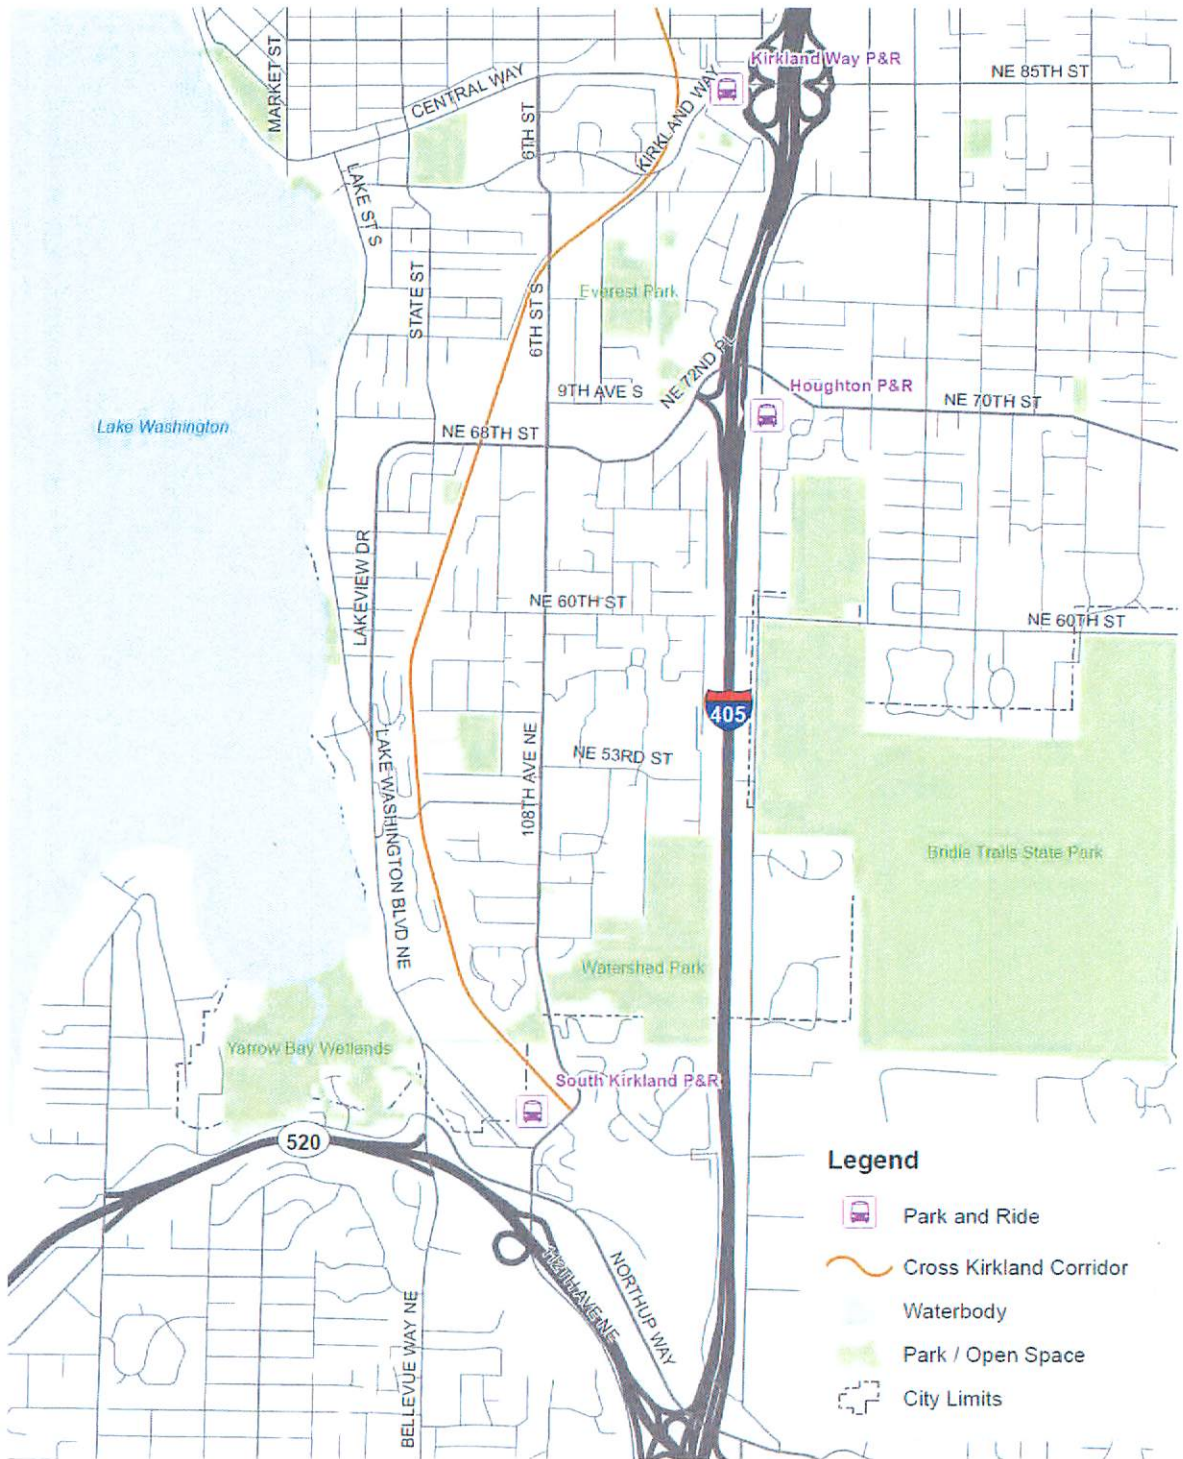 MARKET ST
CENTRAL WAY
6TH ST
KIRKLAND WAY
Kirkland Way P&R
NE 85TH ST
LAKE ST S
STATE ST
6TH ST S
Everest Park
NE 72ND PL
9TH AVE S
Houghton P&R
NE 70TH ST
Lake Washington
NE 68TH ST
LAKEVIEW DR
NE 60TH ST
NE 60TH ST
405
LAKE WASHINGTON BLVD NE
108TH AVE NE
NE 53RD ST
Bridle Trails State Park
Watershed Park
Yarrow Bay Wetlands
South Kirkland P&R
520
112TH AVE NE
NORTHUP WAY
BELLEVUE WAY NE
Legend
Park and Ride
Cross Kirkland Corridor
Waterbody
Park / Open Space
City Limits